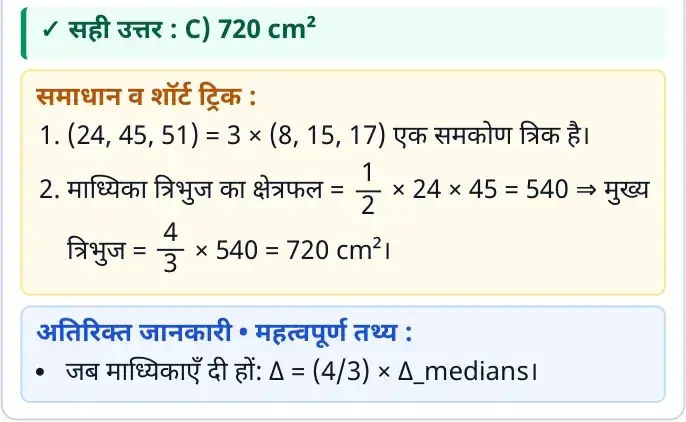 ✓ सही उत्तर : C) 720 cm²
समाधान व शॉर्ट ट्रिक :
1. (24, 45, 51) = 3 × (8, 15, 17) एक समकोण त्रिक है।
2. माध्यिका त्रिभुज का क्षेत्रफल = 1/2 × 24 × 45 = 540 ⇒ मुख्य
त्रिभुज = 4/3 × 540 = 720 cm²।
अतिरिक्त जानकारी • महत्वपूर्ण तथ्य :
• जब माध्यिकाएँ दी हों: Δ = (4/3) × Δ_medians।